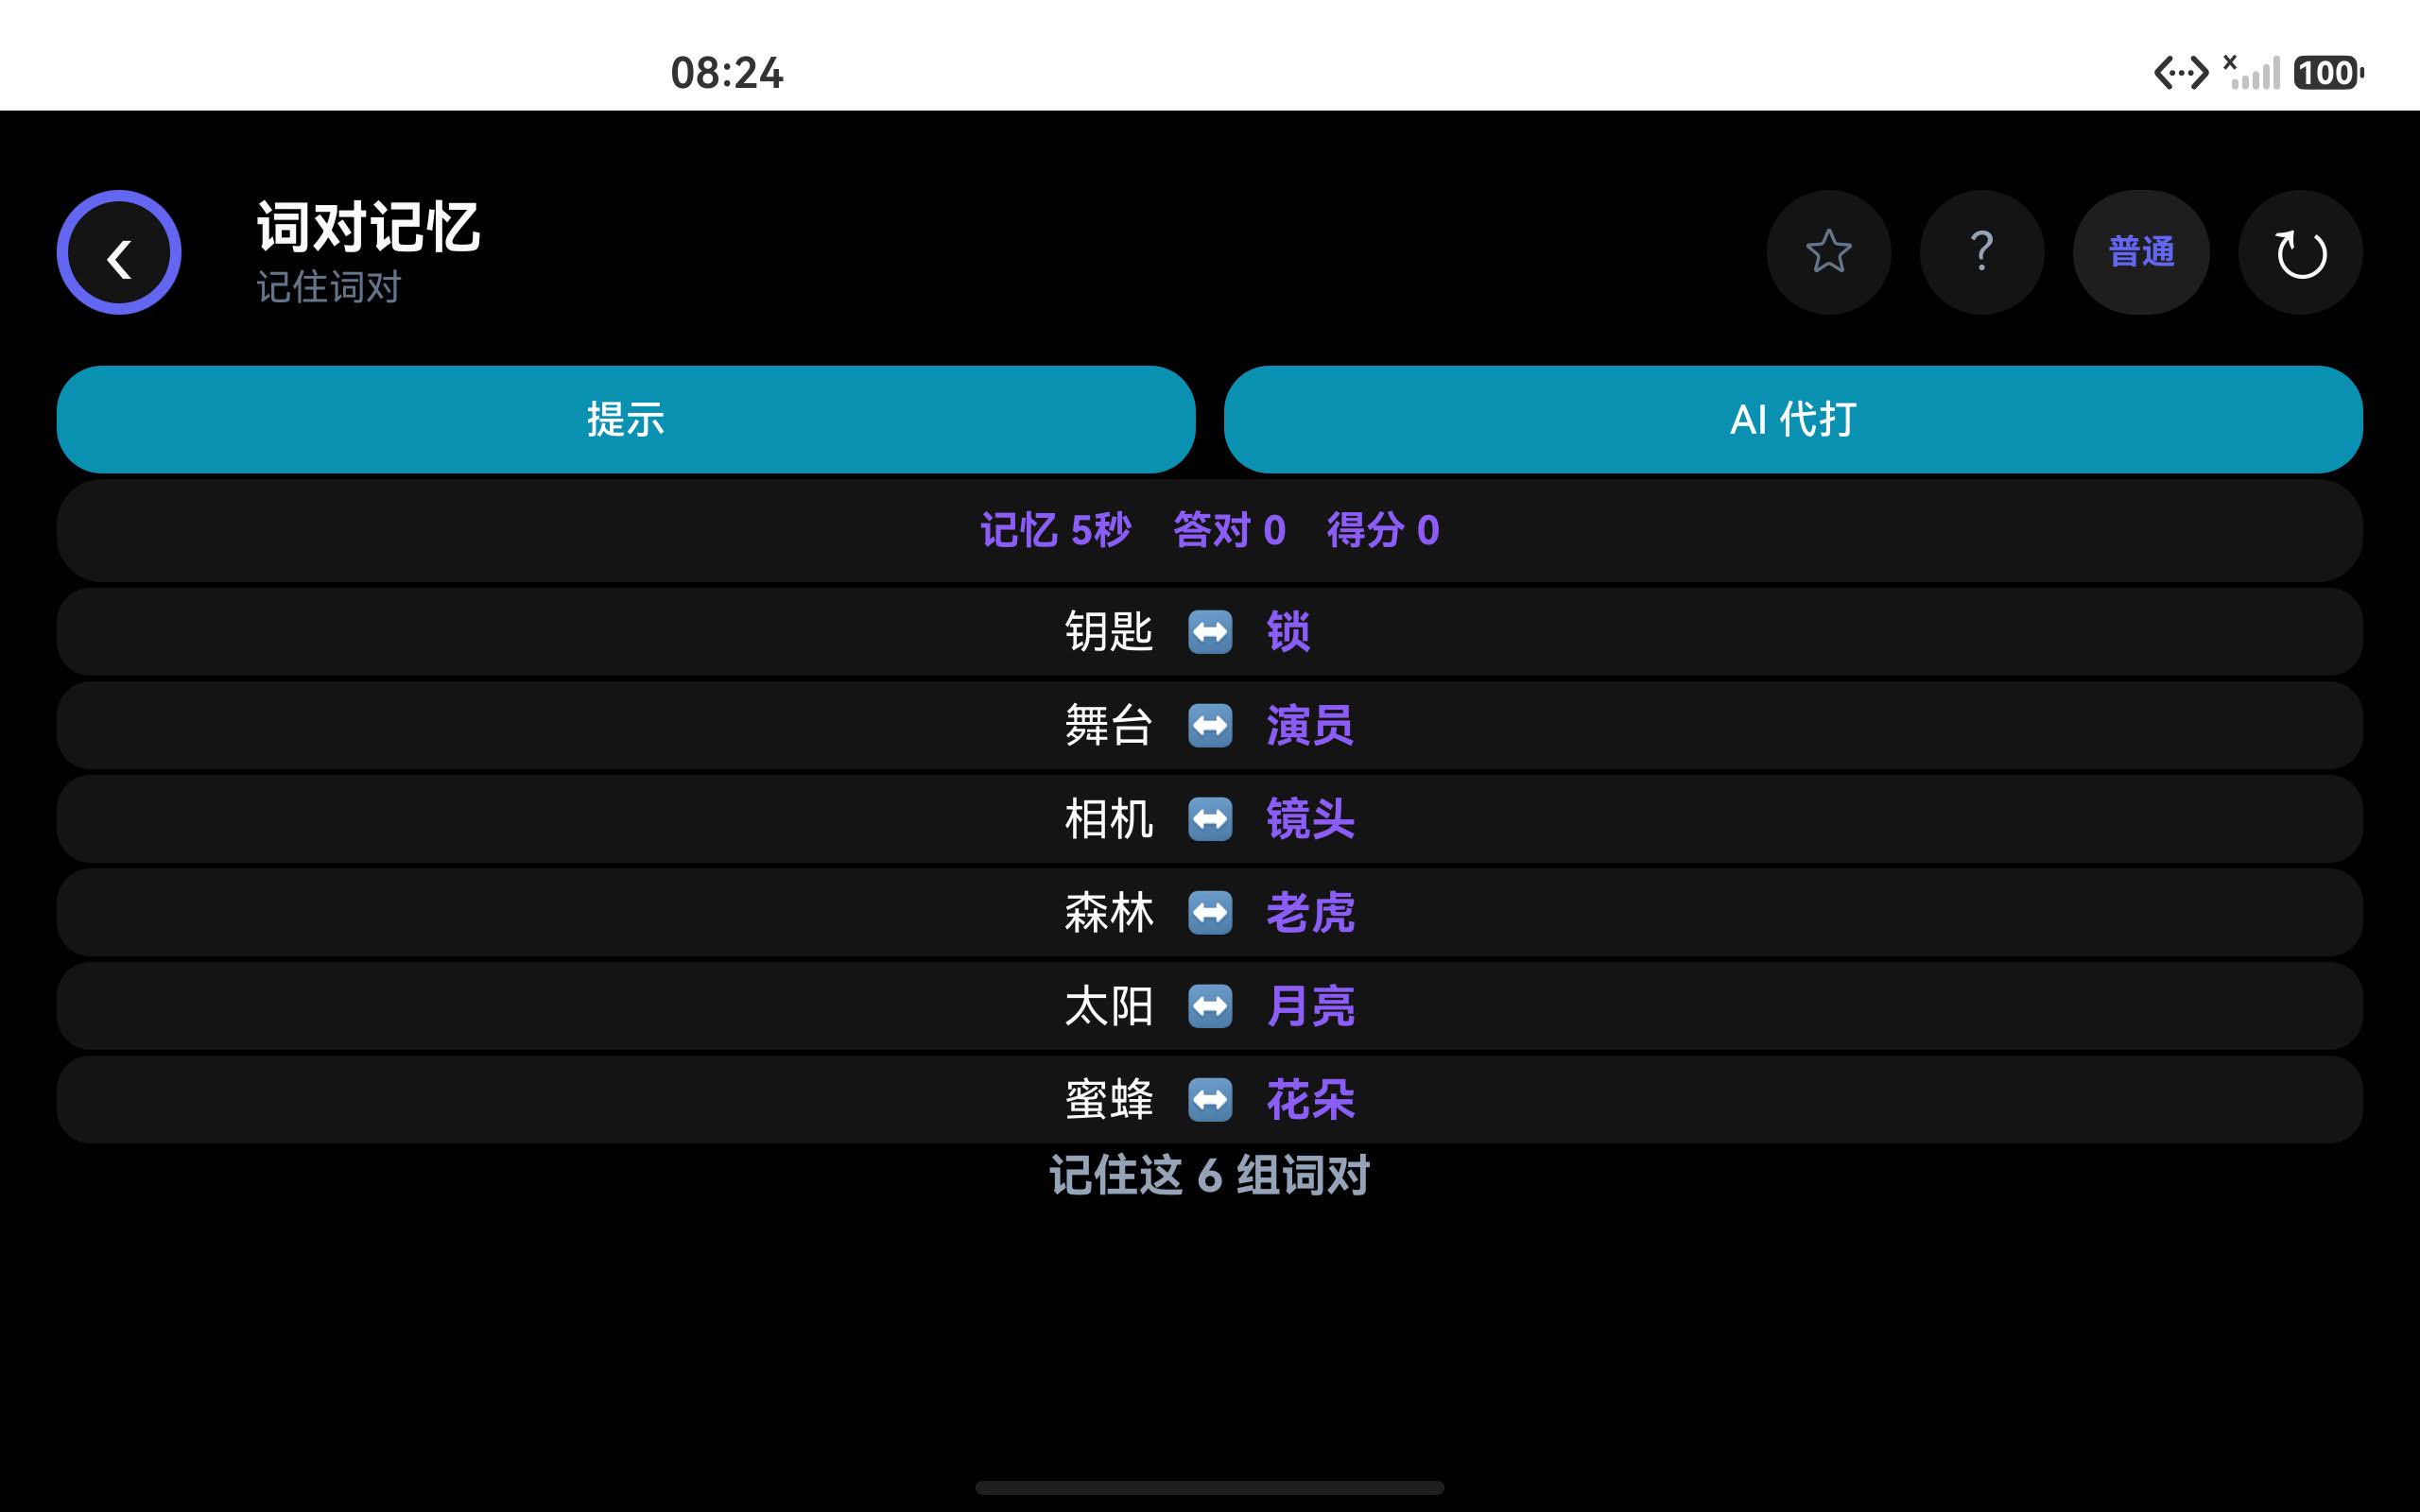 08:24
100
词对记忆
记住词对
?
普通
提示
AI 代打
记忆 5秒 答对 0 得分 0
钥匙 ↔️ 锁
舞台 ↔️ 演员
相机 ↔️ 镜头
森林 ↔️ 老虎
太阳 ↔️ 月亮
蜜蜂 ↔️ 花朵
记住这 6 组词对